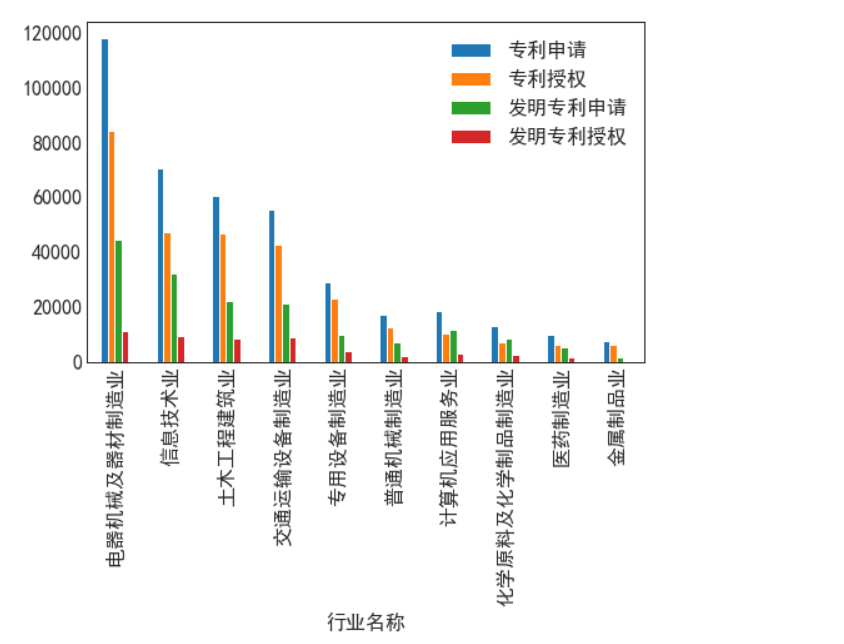 120000
100000
80000
60000
40000
20000
0
专利申请
专利授权
发明专利申请
发明专利授权
电器机械及器材制造业
信息技术业
土木工程建筑业
交通运输设备制造业
专用设备制造业
普通机械制造业
计算机应用服务业
化学原料及化学制品制造业
医药制造业
金属制品业
行业名称